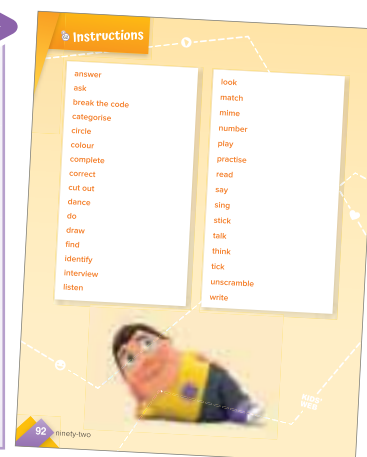 Instructions
answer
ask
break the code
categorise
circle
colour
complete
correct
cut out
dance
do
draw
find
identify
interview
listen
look
match
mime
number
play
practise
read
say
sing
stick
talk
think
tick
unscramble
write
92 ninety-two